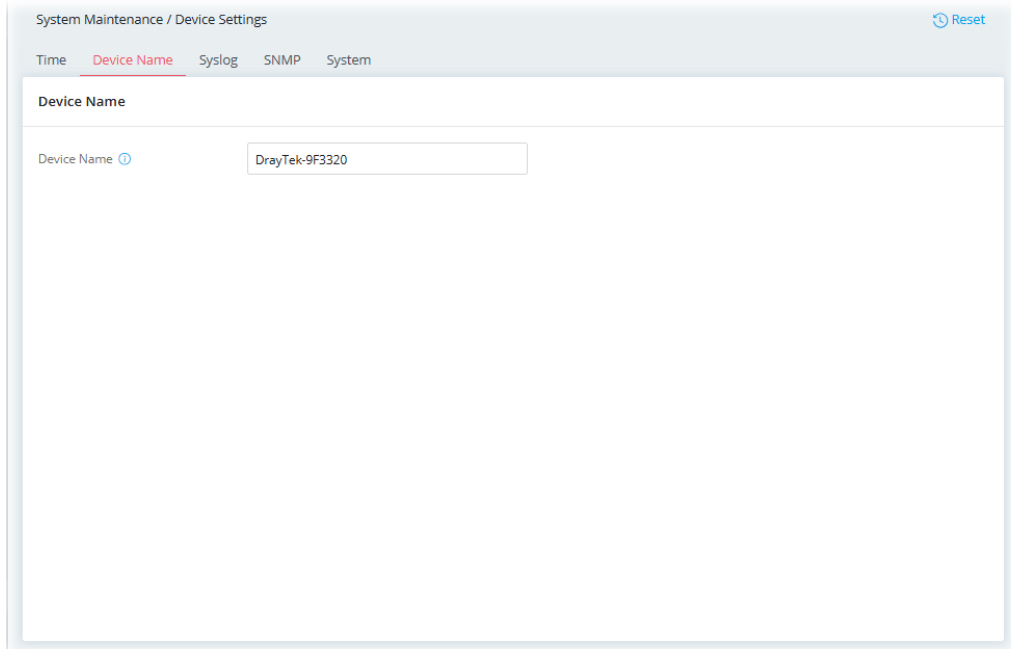 System Maintenance / Device Settings
Reset
Time Device Name Syslog SNMP System
Device Name
Device Name
DrayTek-9F3320